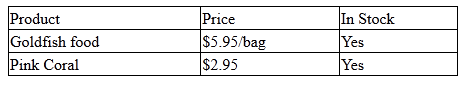 Product Price In Stock
Goldfish food $5.95/bag Yes
Pink Coral $2.95 Yes